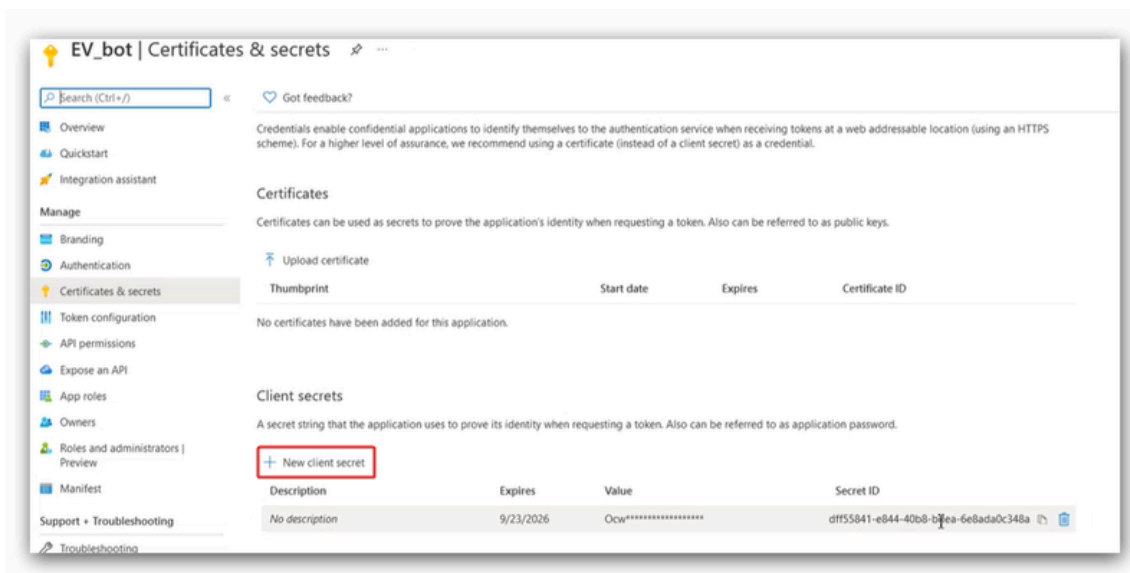 EV_bot | Certificates & secrets
Search (Ctrl+/)
Got feedback?
Overview
Quickstart
Integration assistant
Manage
Branding
Authentication
Certificates & secrets
Token configuration
API permissions
Expose an API
App roles
Owners
Roles and administrators |
Preview
Manifest
Support + Troubleshooting
Troubleshooting
Credentials enable confidential applications to identify themselves to the authentication service when receiving tokens at a web addressable location (using an HTTPS
scheme). For a higher level of assurance, we recommend using a certificate (instead of a client secret) as a credential.
Certificates
Certificates can be used as secrets to prove the application's identity when requesting a token. Also can be referred to as public keys.
Upload certificate
Thumbprint Start date Expires Certificate ID
No certificates have been added for this application.
Client secrets
A secret string that the application uses to prove its identity when requesting a token. Also can be referred to as application password.
New client secret
Description Expires Value Secret ID
No description 9/23/2026 Ocw******************